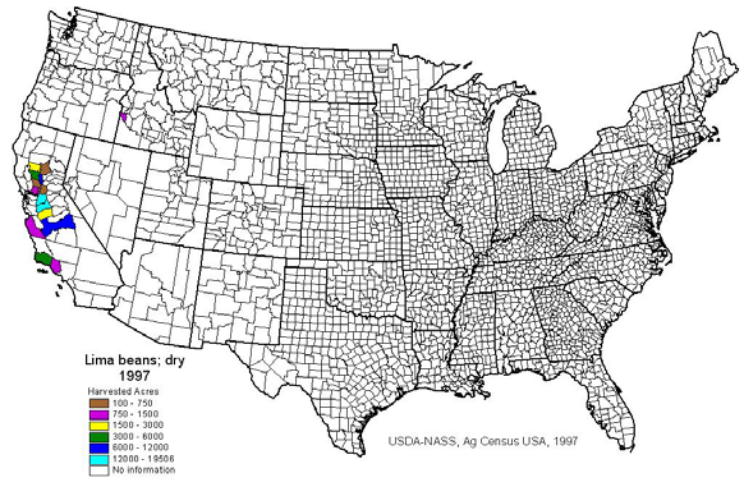 Lima beans; dry
1997
Harvested Acres
100 - 750
750 - 1500
1500 - 3000
3000 - 6000
6000 - 12000
12000 - 19506
No information
USDA-NASS, Ag Census USA, 1997